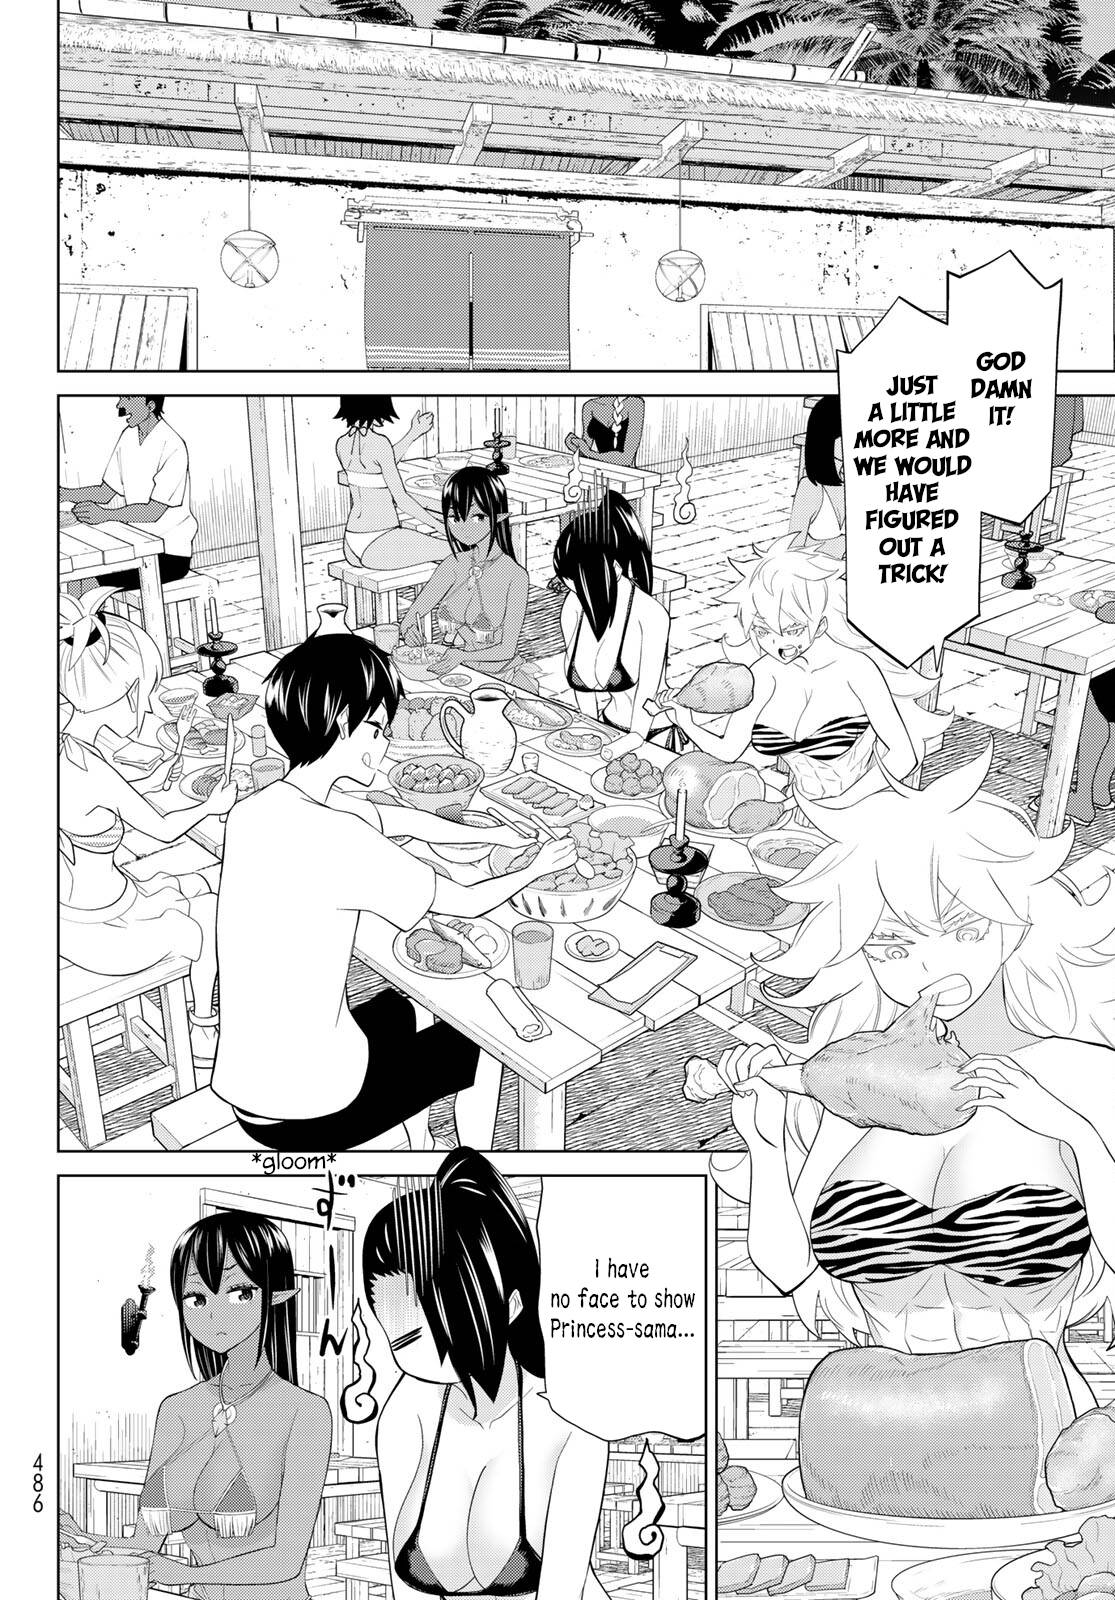 GOD
DAMN
IT!
JUST
A LITTLE
MORE AND
WE WOULD
HAVE
FIGURED
OUT A
TRICK!
I have
no face to show
Princess-sama...
*gloom*
ず
ー
ん
486